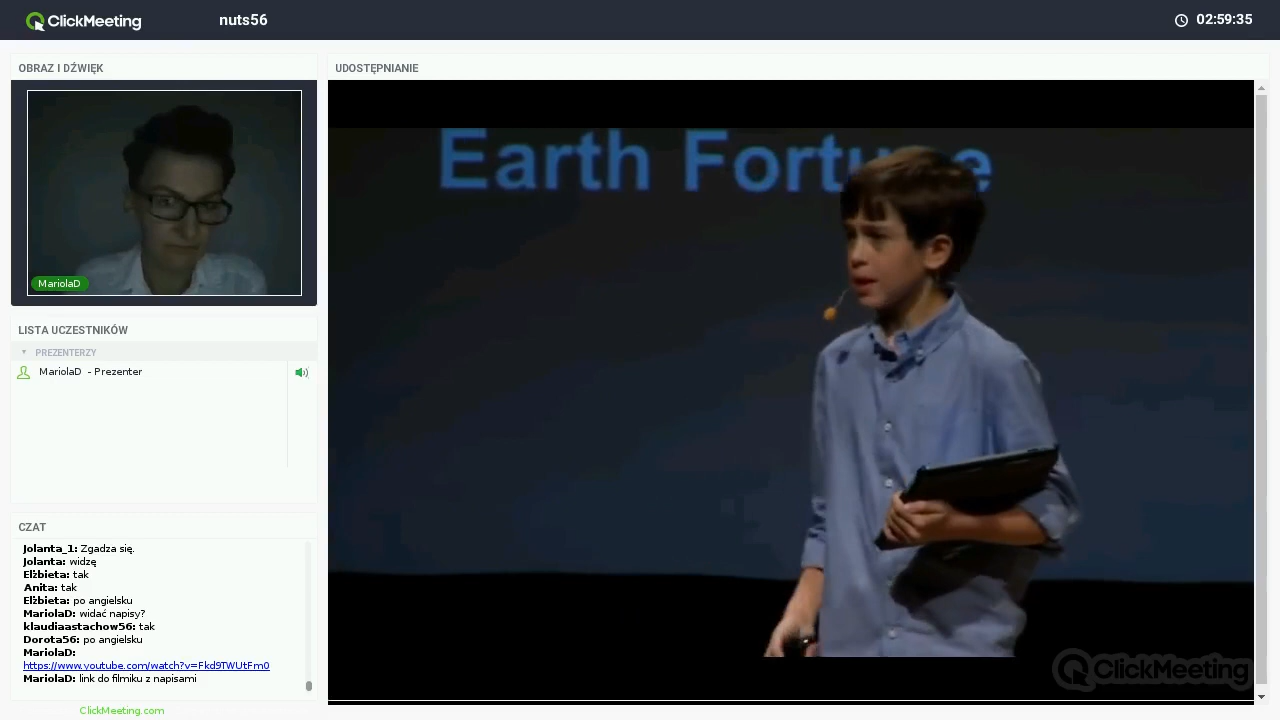 ClickMeeting
nuts56
02:59:35
OBRAZ I DŹWIĘK
MariolaD
LISTA UCZESTNIKÓW
PREZENTERZY
MariolaD - Prezenter
CZAT
Jolanta_1: Zgadza się.
Jolanta: widzę
Elżbieta: tak
Anita: tak
Elżbieta: po angielsku
MariolaD: widać napisy?
klaudiaastachow56: tak
Dorota56: po angielsku
MariolaD:
https://www.youtube.com/watch?v=Fkd9TWUtFm0
MariolaD: link do filmiku z napisami
ClickMeeting.com
UDOSTĘPNIANIE
Earth Fortune
ClickMeeting